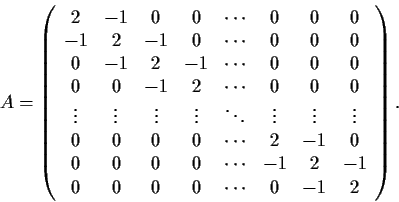 2 −1 0 0 ⋯ 0 0 0
−1 2 −1 0 ⋯ 0 0 0
0 −1 2 −1 ⋯ 0 0 0
0 0 −1 2 ⋯ 0 0 0
A = ⋮ ⋮ ⋮ ⋮ ⋱ ⋮ ⋮ ⋮ .
0 0 0 0 ⋯ 2 −1 0
0 0 0 0 ⋯ −1 2 −1
0 0 0 0 ⋯ 0 −1 2